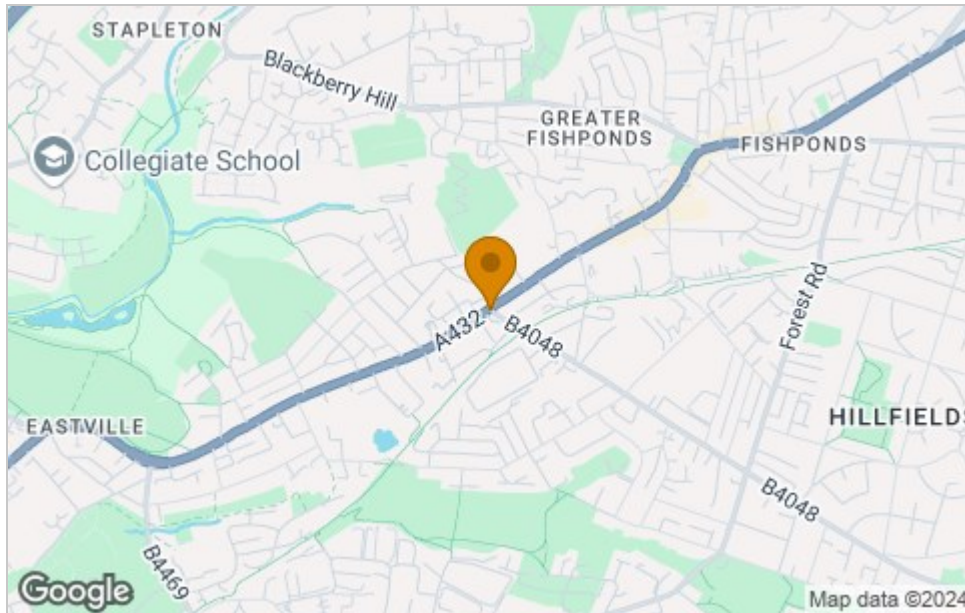 STAPLETON
Blackberry Hill
GREATER
FISHPONDS
FISHPONDS
Collegiate School
Forest Rd
A432
B4048
EASTVILLE
HILLFIELDS
B4048
B4469
Google
Map data ©2024